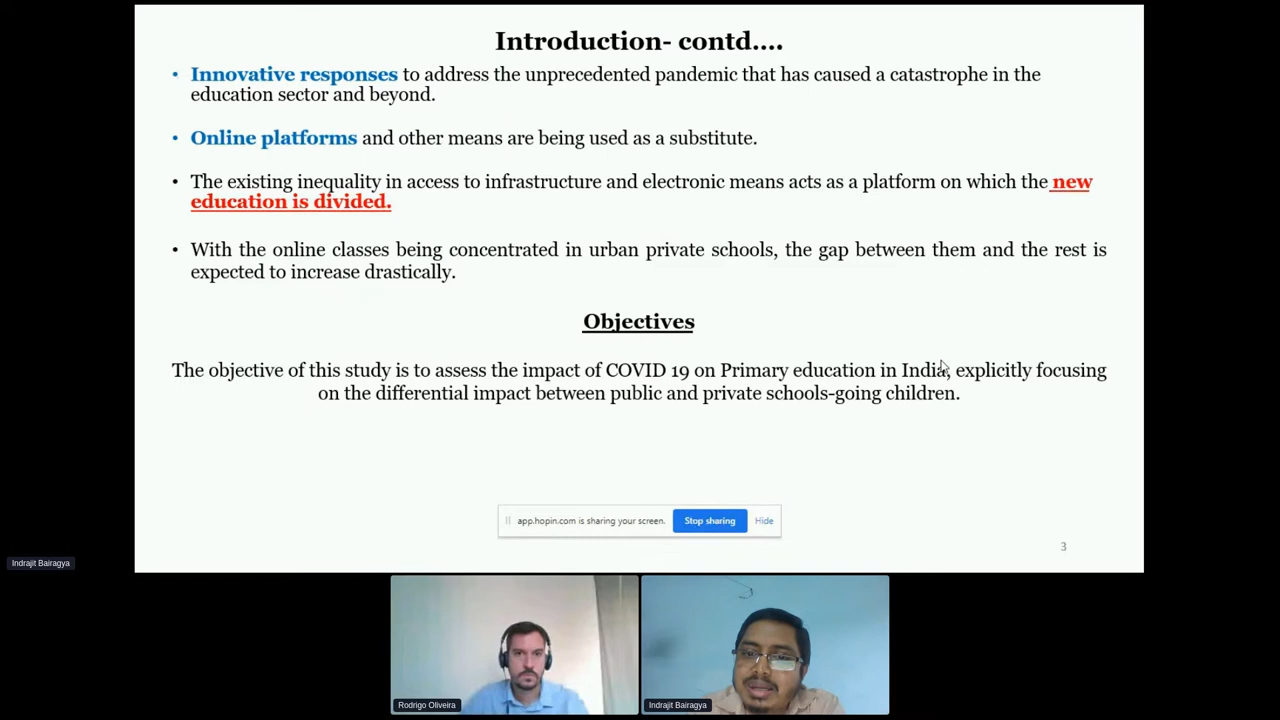 Introduction- contd....
• Innovative responses to address the unprecedented pandemic that has caused a catastrophe in the
education sector and beyond.
• Online platforms and other means are being used as a substitute.
• The existing inequality in access to infrastructure and electronic means acts as a platform on which the new
education is divided.
• With the online classes being concentrated in urban private schools, the gap between them and the rest is
expected to increase drastically.
Objectives
The objective of this study is to assess the impact of COVID 19 on Primary education in India, explicitly focusing
on the differential impact between public and private schools-going children.
app.hopin.com is sharing your screen. Stop sharing Hide
3
Indrajit Bairagya
Rodrigo Oliveira
Indrajit Bairagya